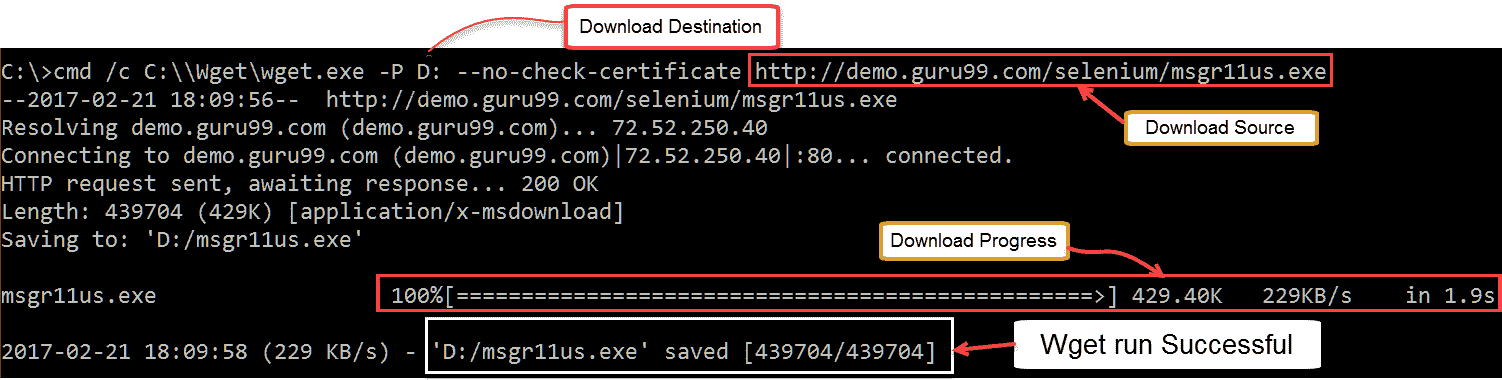 Download Destination
C:\>cmd /c C:\\Wget\wget.exe -P D: --no-check-certificate http://demo.guru99.com/selenium/msgr11us.exe
--2017-02-21 18:09:56-- http://demo.guru99.com/selenium/msgr11us.exe
Resolving demo.guru99.com (demo.guru99.com)... 72.52.250.40
Download Source
Connecting to demo.guru99.com (demo.guru99.com)|72.52.250.40|:80... connected.
HTTP request sent, awaiting response... 200 OK
Length: 439704 (429K) [application/x-msdownload]
Saving to: 'D:/msgr11us.exe'
Download Progress
msgr11us.exe 100%[=================================================>] 429.40K 229KB/s in 1.9s
2017-02-21 18:09:58 (229 KB/s) - 'D:/msgr11us.exe' saved [439704/439704]
Wget run Successful